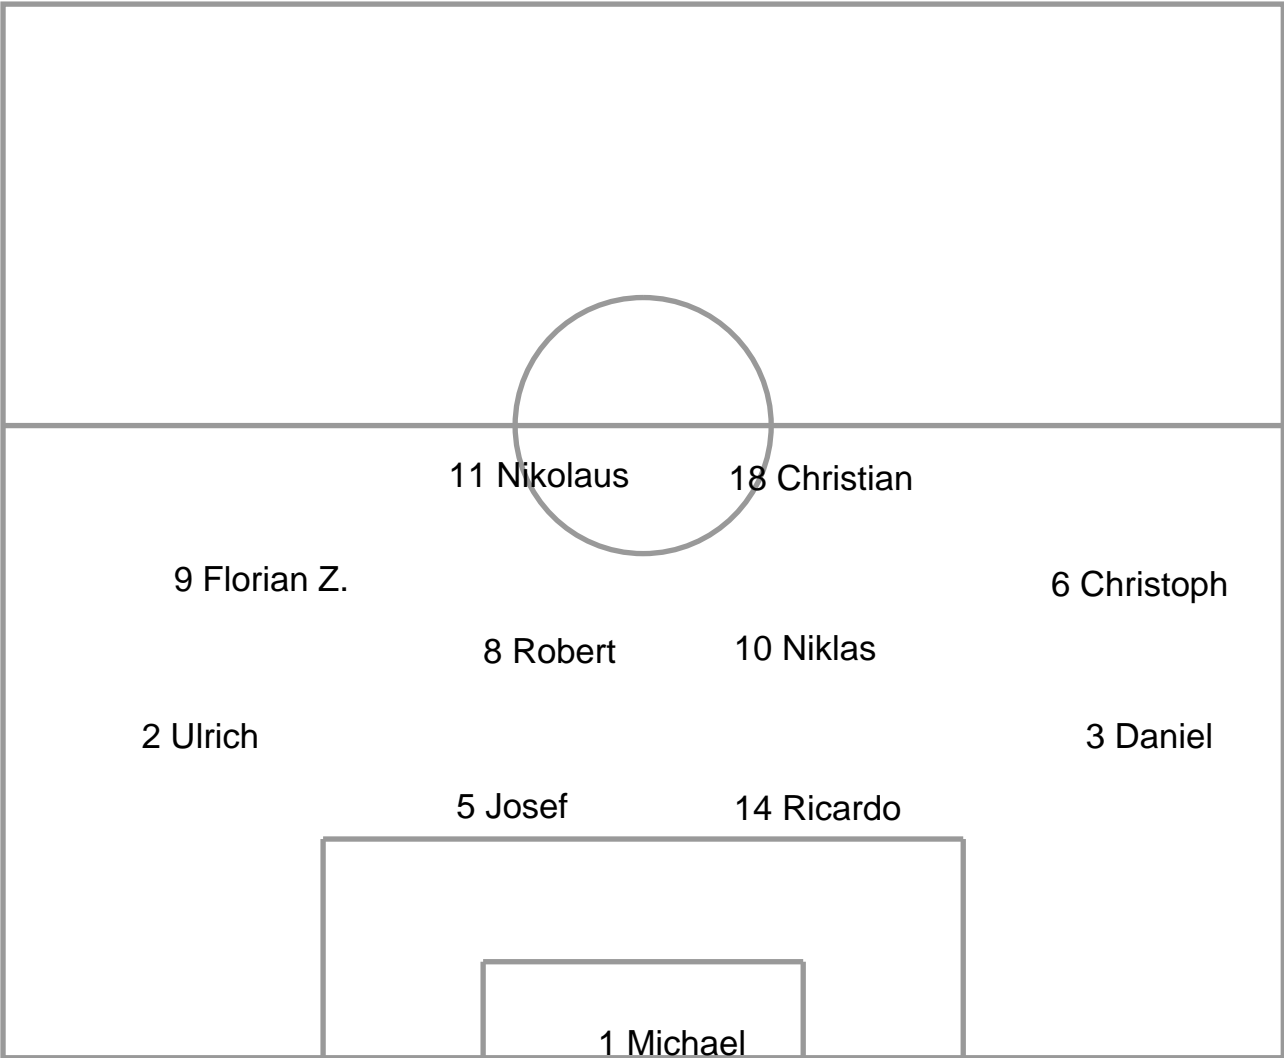 11 Nikolaus
18 Christian
9 Florian Z.
6 Christoph
8 Robert
10 Niklas
2 Ulrich
3 Daniel
5 Josef
14 Ricardo
1 Michael